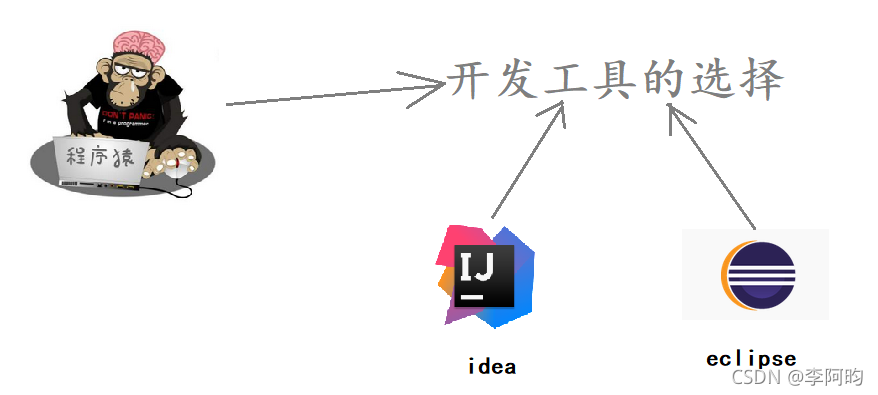 开发工具的选择
DON'T PANIC
I'm a programmer
程序猿
IJ
idea
eclipse
CSDN @李阿昀